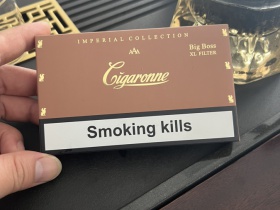 IMPERIAL COLLECTION
Big Boss
XL FILTER
Cigaronne
Smoking kills